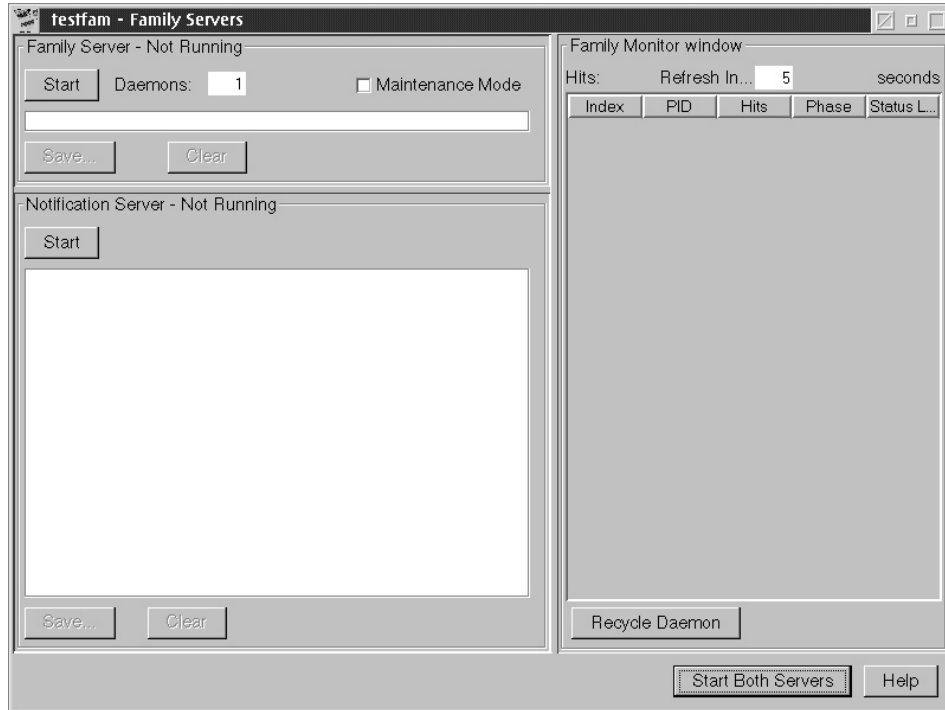 testfam - Family Servers
Family Server - Not Running
Start Daemons: 1 Maintenance Mode
Save... Clear
Notification Server - Not Running
Start
Save... Clear
Family Monitor window
Hits: Refresh In... 5 seconds
Index PID Hits Phase Status L...
Recycle Daemon
Start Both Servers Help